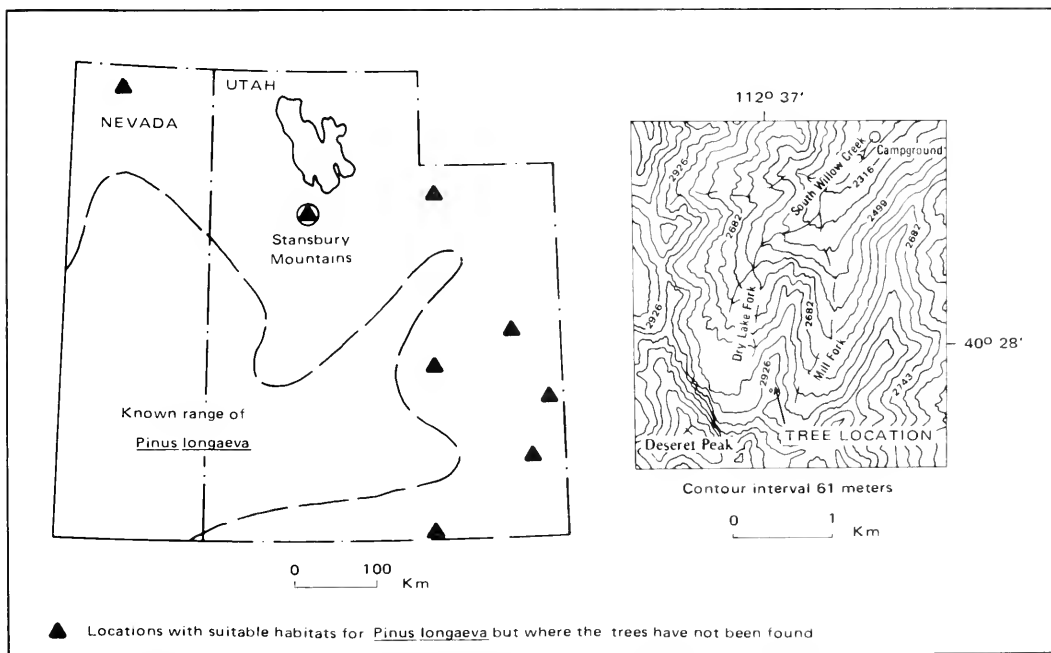 UTAH
NEVADA
Stansbury
Mountains
Known range of
Pinus longaeva
0 100
Km
112° 37'
Campground
South Willow Creek
2926
2316
2499
2682
2682
Dry Lake Fork
2682
2926
40° 28'
Mill Fork
2926
2743
Deseret Peak
TREE LOCATION
Contour interval 61 meters
0 1
Km
Locations with suitable habitats for Pinus longaeva but where the trees have not been found